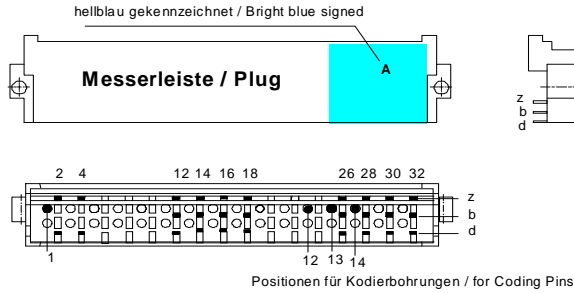 hellblau gekennzeichnet / Bright blue signed
A
Messerleiste / Plug
z
b
d
2 4 12 14 16 18 26 28 30 32
z
b
d
1 12 13 14
Positionen für Kodierbohrungen / for Coding Pins